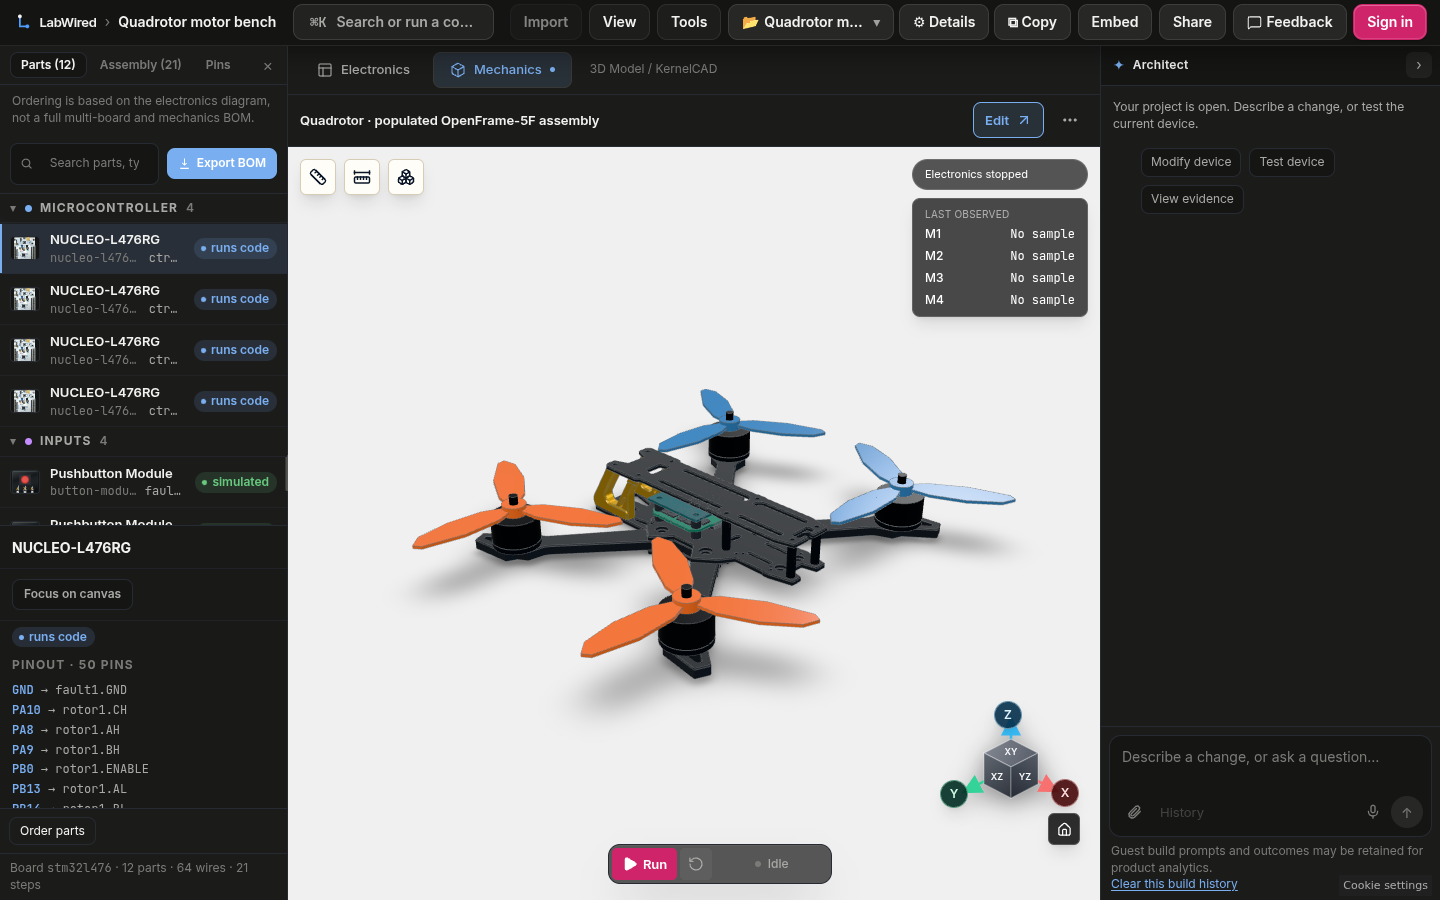 LabWired › Quadrotor motor bench
⌘K Search or run a co...
Import
View
Tools
Quadrotor m... ▾
Details
Copy
Embed
Share
Feedback
Sign in
Parts (12)
Assembly (21)
Pins
×
Ordering is based on the electronics diagram,
not a full multi-board and mechanics BOM.
Search parts, ty
Export BOM
MICROCONTROLLER 4
NUCLEO-L476RG
nucleo-l476… ctr…
runs code
NUCLEO-L476RG
nucleo-l476… ctr…
runs code
NUCLEO-L476RG
nucleo-l476… ctr…
runs code
NUCLEO-L476RG
nucleo-l476… ctr…
runs code
INPUTS 4
Pushbutton Module
button-modu… faul…
simulated
Pushbutton Module
NUCLEO-L476RG
Focus on canvas
runs code
PINOUT · 50 PINS
GND → fault1.GND
PA10 → rotor1.CH
PA8 → rotor1.AH
PA9 → rotor1.BH
PB0 → rotor1.ENABLE
PB13 → rotor1.AL
PB14 → rotor1.BL
Order parts
Board stm32l476 · 12 parts · 64 wires · 21
steps
Electronics
Mechanics
3D Model / KernelCAD
Quadrotor · populated OpenFrame-5F assembly
Edit
Electronics stopped
LAST OBSERVED
M1 No sample
M2 No sample
M3 No sample
M4 No sample
Z
XY
XZ
YZ
Y
X
Run
Idle
Architect
Your project is open. Describe a change, or test the
current device.
Modify device
Test device
View evidence
Describe a change, or ask a question...
History
Guest build prompts and outcomes may be retained for
product analytics.
Clear this build history
Cookie settings